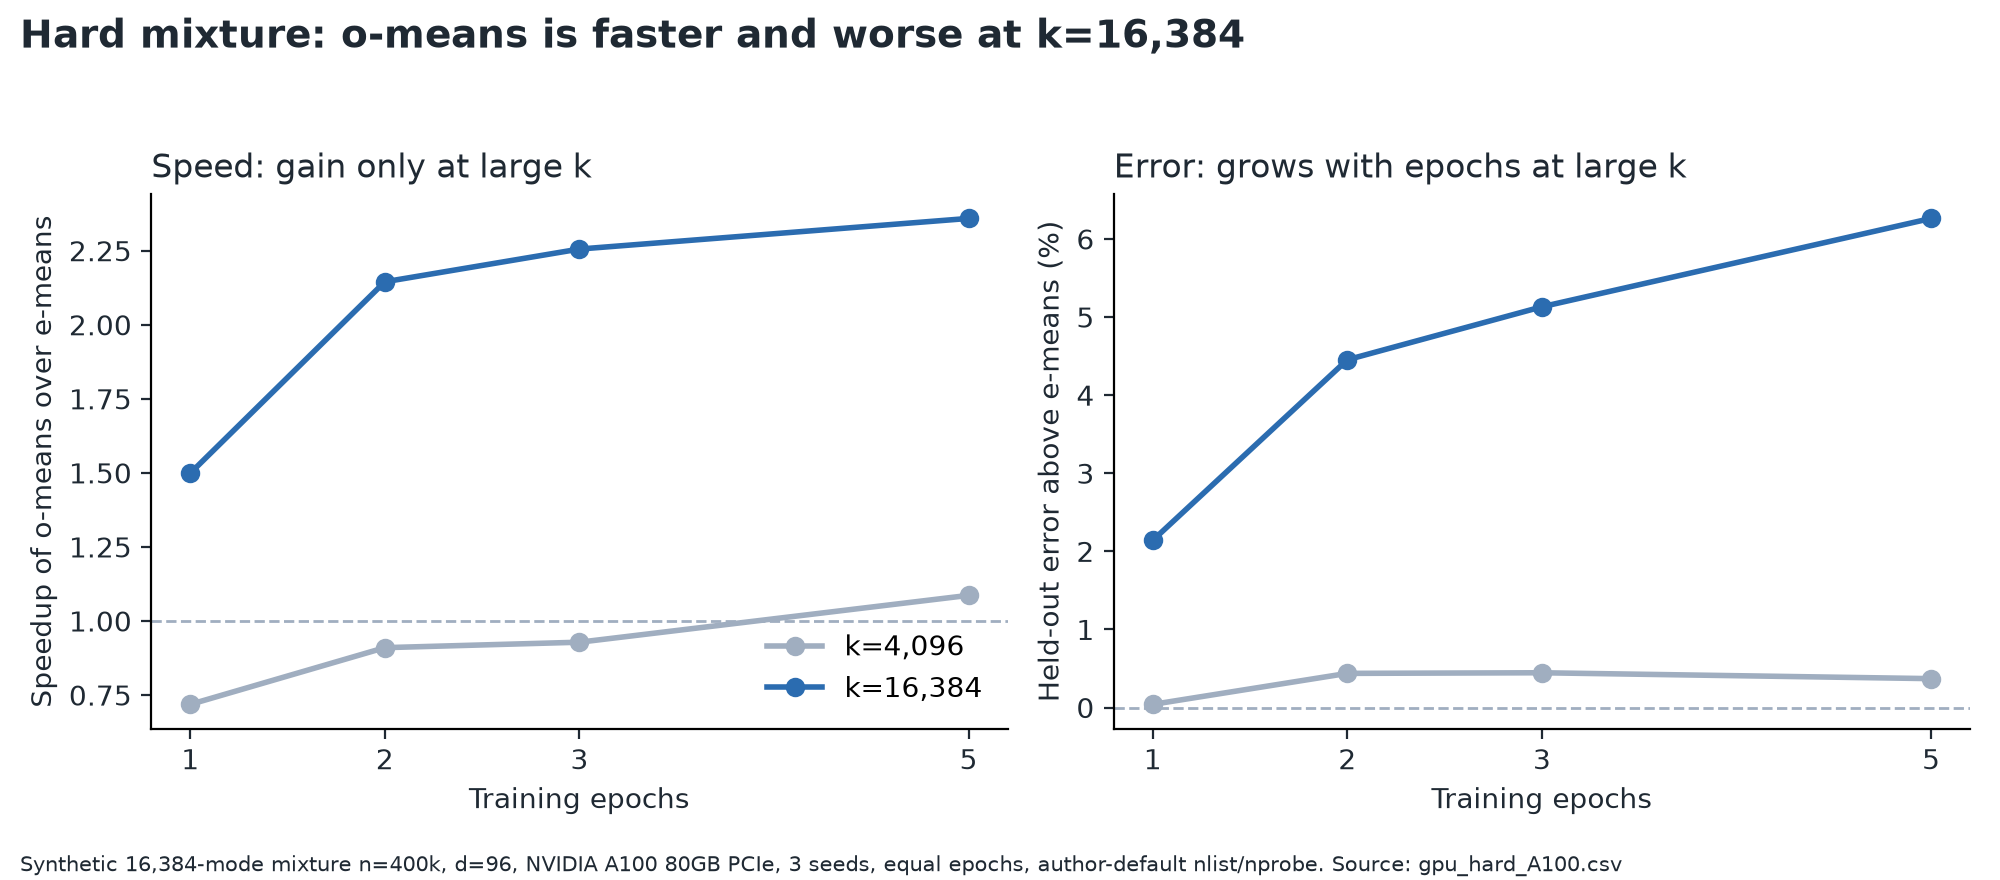 Hard mixture: o-means is faster and worse at k=16,384
Speed: gain only at large k
Speedup of o-means over e-means
2.25
2.00
1.75
1.50
1.25
1.00
0.75
k=4,096
k=16,384
1 2 3 5
Training epochs
Error: grows with epochs at large k
Held-out error above e-means (%)
6
5
4
3
2
1
0
1 2 3 5
Training epochs
Synthetic 16,384-mode mixture n=400k, d=96, NVIDIA A100 80GB PCIe, 3 seeds, equal epochs, author-default nlist/nprobe. Source: gpu_hard_A100.csv